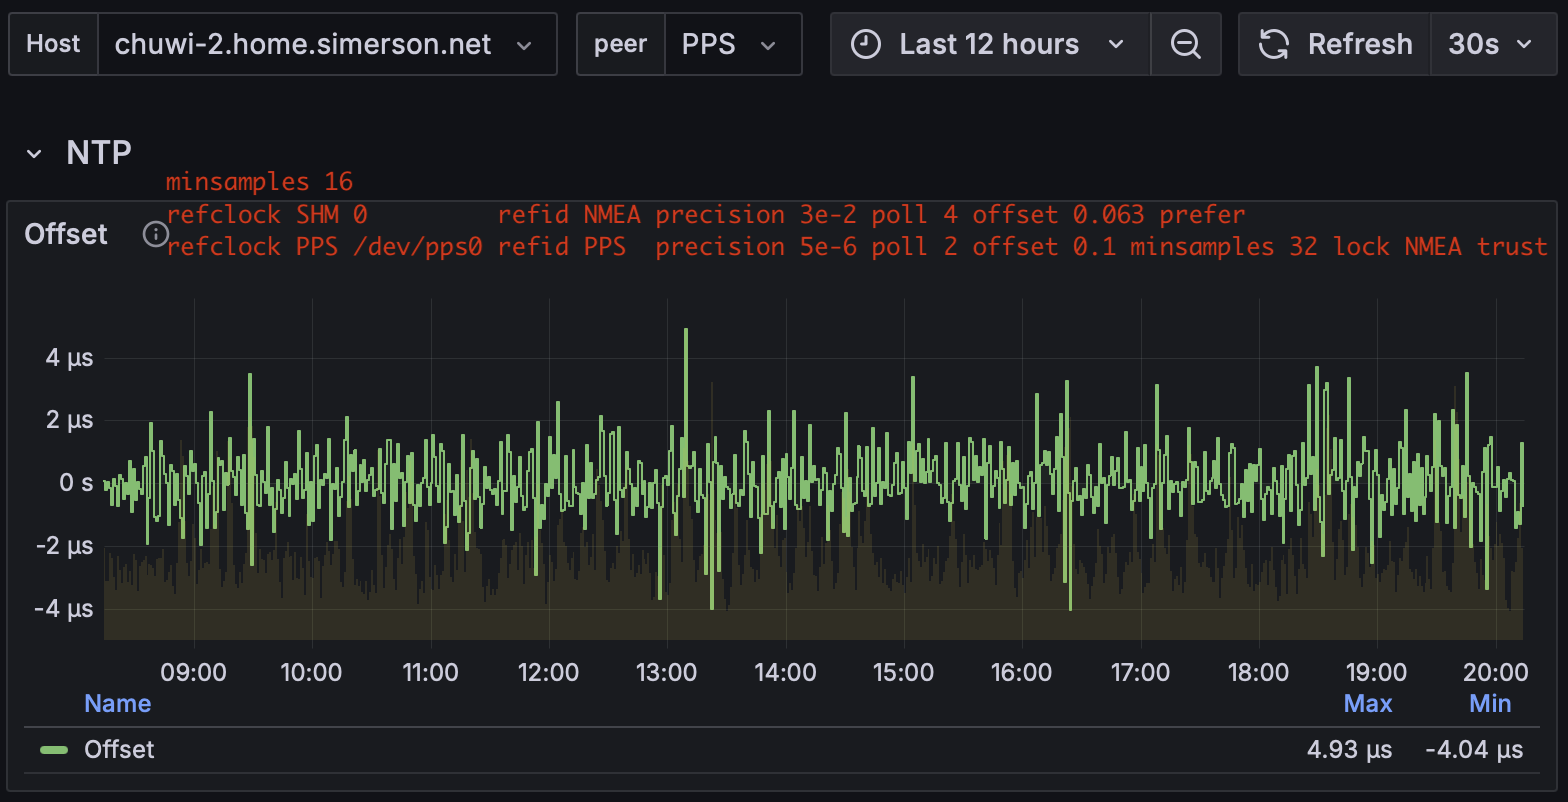 Host chuwi-2.home.simerson.net peer PPS Last 12 hours Refresh 30s
NTP
minsamples 16
refclock SHM 0 refid NMEA precision 3e-2 poll 4 offset 0.063 prefer
Offset
refclock PPS /dev/pps0 refid PPS precision 5e-6 poll 2 offset 0.1 minsamples 32 lock NMEA trust
4 µs
2 µs
0 s
-2 µs
-4 µs
09:00 10:00 11:00 12:00 13:00 14:00 15:00 16:00 17:00 18:00 19:00 20:00
Name Max Min
Offset 4.93 µs -4.04 µs